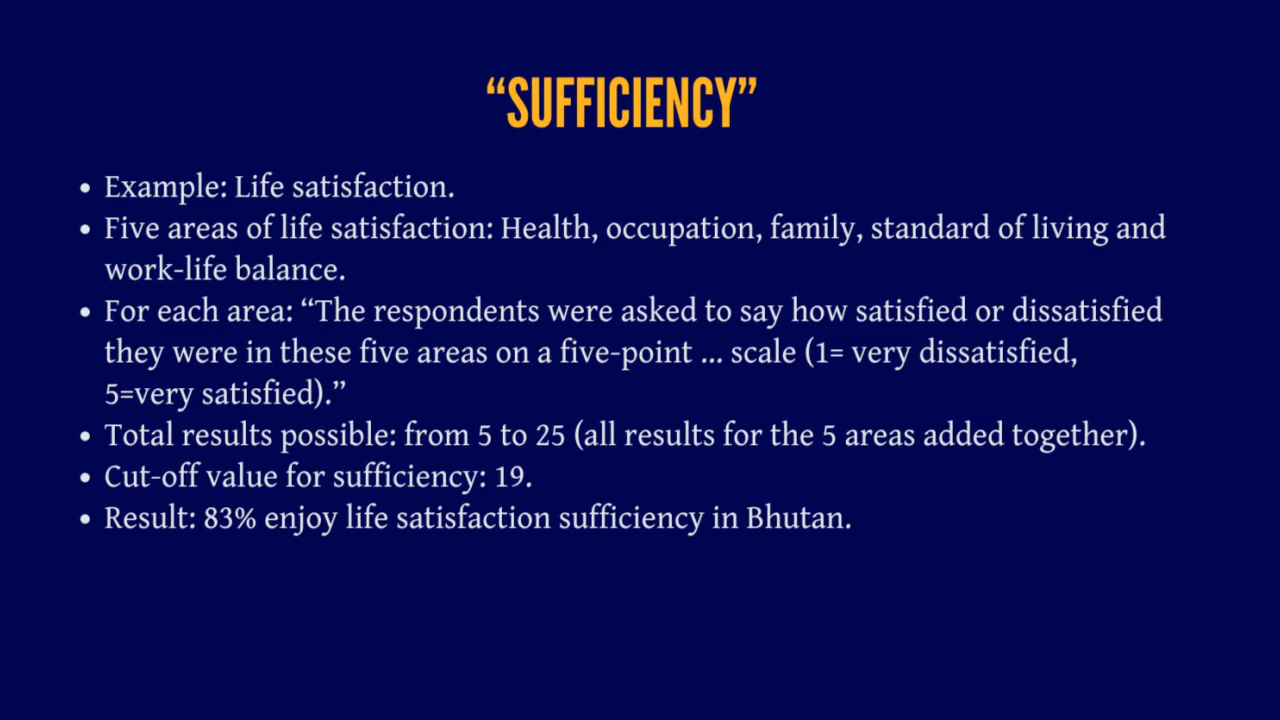 “SUFFICIENCY”
• Example: Life satisfaction.
• Five areas of life satisfaction: Health, occupation, family, standard of living and
work-life balance.
• For each area: “The respondents were asked to say how satisfied or dissatisfied
they were in these five areas on a five-point ... scale (1= very dissatisfied,
5=very satisfied).”
• Total results possible: from 5 to 25 (all results for the 5 areas added together).
• Cut-off value for sufficiency: 19.
• Result: 83% enjoy life satisfaction sufficiency in Bhutan.